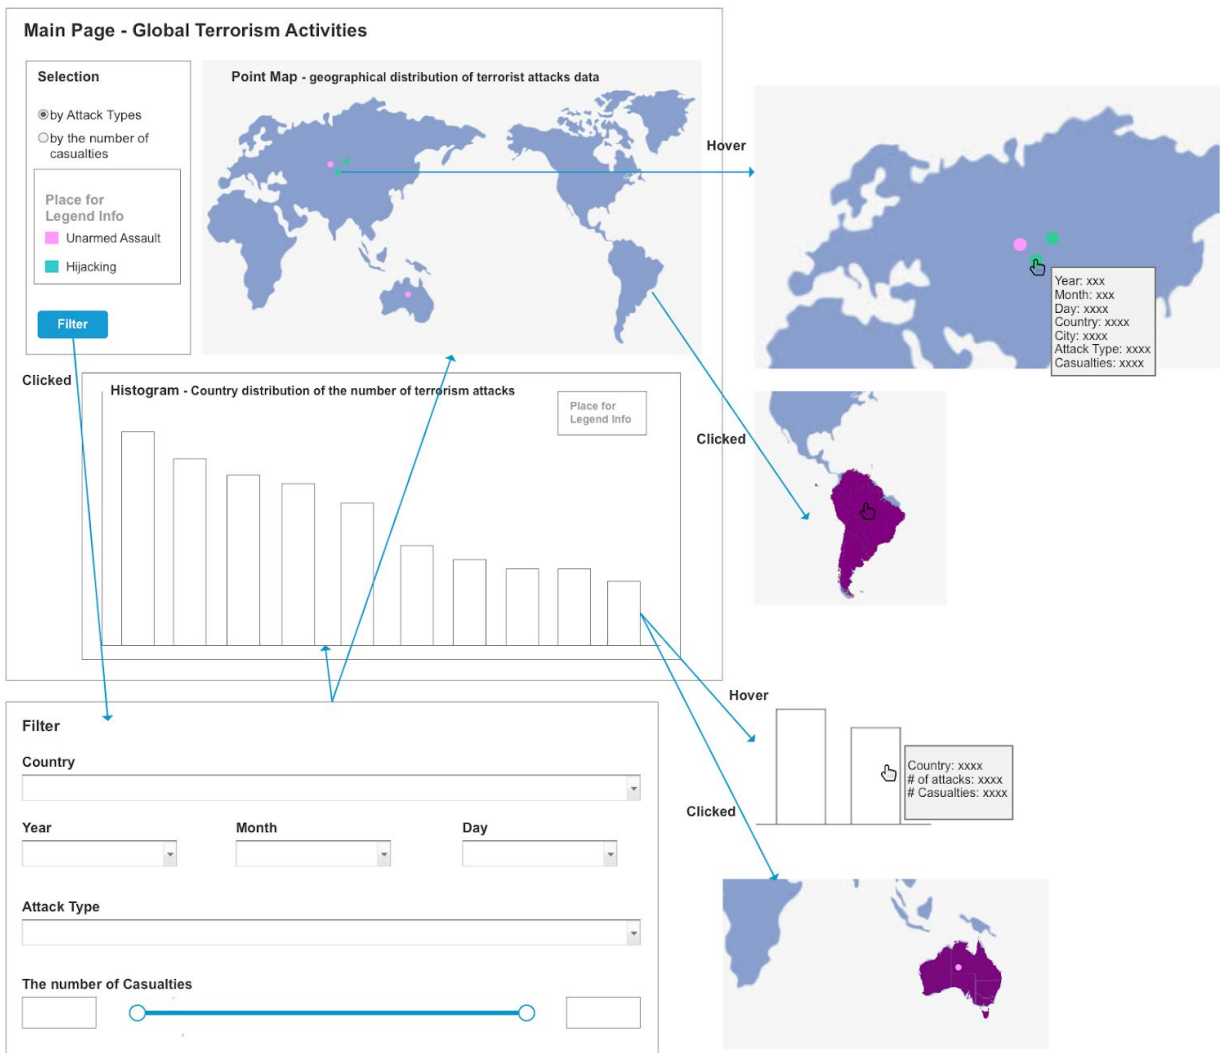 Main Page - Global Terrorism Activities
Selection
by Attack Types
by the number of
casualties
Place for
Legend Info
Unarmed Assault
Hijacking
Filter
Point Map - geographical distribution of terrorist attacks data
Hover
Year: xxx
Month: xxx
Day: xxxx
Country: xxxx
City: xxxx
Attack Type: xxxx
Casualties: xxxx
Clicked
Histogram - Country distribution of the number of terrorism attacks
Place for
Legend Info
Clicked
Hover
Country: xxxx
# of attacks: xxxx
# Casualties: xxxx
Clicked
Filter
Country
Year
Month
Day
Attack Type
The number of Casualties